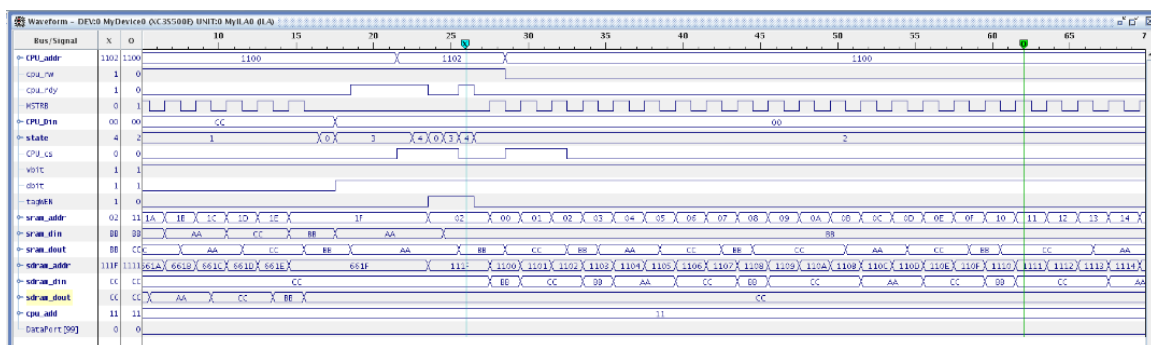 Waveform - DEV:0 MyDevice0 (XC3S500E) UNIT:0 MyILA0 (ILA)
Bus/Signal X O 10 15 20 25 30 35 40 45 50 55 60 65 7
X O
CPU_addr 1102 1100 1100 1102 1100
cpu_rw 1 0
cpu_rdy 1 0
MSTRB 0 1
CPU_Din 00 00 CC 00
state 4 2 1 0 3 4 0 3 4 2
CPU_cs 0 0
vbit 1 1
dbit 1 1
tagWEN 1 0
sram_addr 02 11 1A 1B 1C 1D 1E 1F 02 00 01 02 03 04 05 06 07 08 09 0A 0B 0C 0D 0E 0F 10 11 12 13 14
sram_din BB BB AA CC BB AA BB
sram_dout BB CC C AA CC BB AA BB CC BB AA CC BB CC AA CC BB CC AA
sdram_addr 111F 1111 661A 661B 661C 661D 661E 661F 111F 1100 1101 1102 1103 1104 1105 1106 1107 1108 1109 110A 110B 110C 110D 110E 110F 1110 1111 1112 1113 1114
sdram_din CC CC CC BB CC BB AA CC BB CC AA CC BB CC AA
sdram_dout CC CC AA CC BB CC
cpu_add 11 11 11
DataPort[99] 0 0